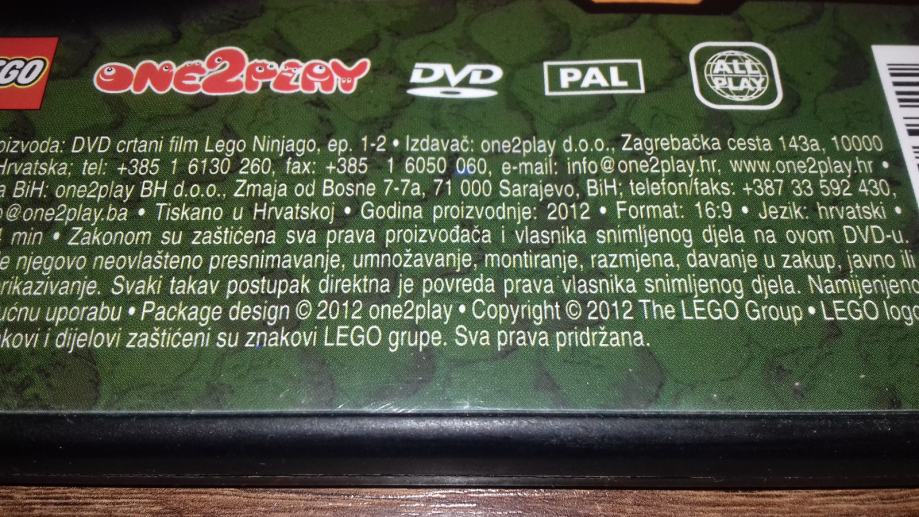 ONE2PLAY DVD PAL ALL PLAY
DVD crtani film Lego Ninjago, ep. 1-2 • Izdavač: one2play d.o.o., Zagrebačka cesta 143a, 10000
Hrvatska; tel: +385 1 6130 260, fax: +385 1 6050 060, e-mail: info@one2play.hr, www.one2play.hr •
a BiH: one2play BH d.o.o., Zmaja od Bosne 7-7a, 71 000 Sarajevo, BiH; telefon/faks: +387 33 592 430,
@one2play.ba • Tiskano u Hrvatskoj • Godina proizvodnje: 2012 • Format: 16:9 • Jezik: hrvatski •
min • Zakonom su zaštićena sva prava proizvođača i vlasnika snimljenog djela na ovom DVD-u.
e njegovo neovlašteno presnimavanje, umnožavanje, montiranje, razmjena, davanje u zakup, javno ili
rikazivanje. Svaki takav postupak direktna je povreda prava vlasnika snimljenog djela. Namijenjeno
ućnu uporabu • Package design © 2012 one2play • Copyright © 2012 The LEGO Group • LEGO logo
kovi i dijelovi zaštićeni su znakovi LEGO grupe. Sva prava pridržana.